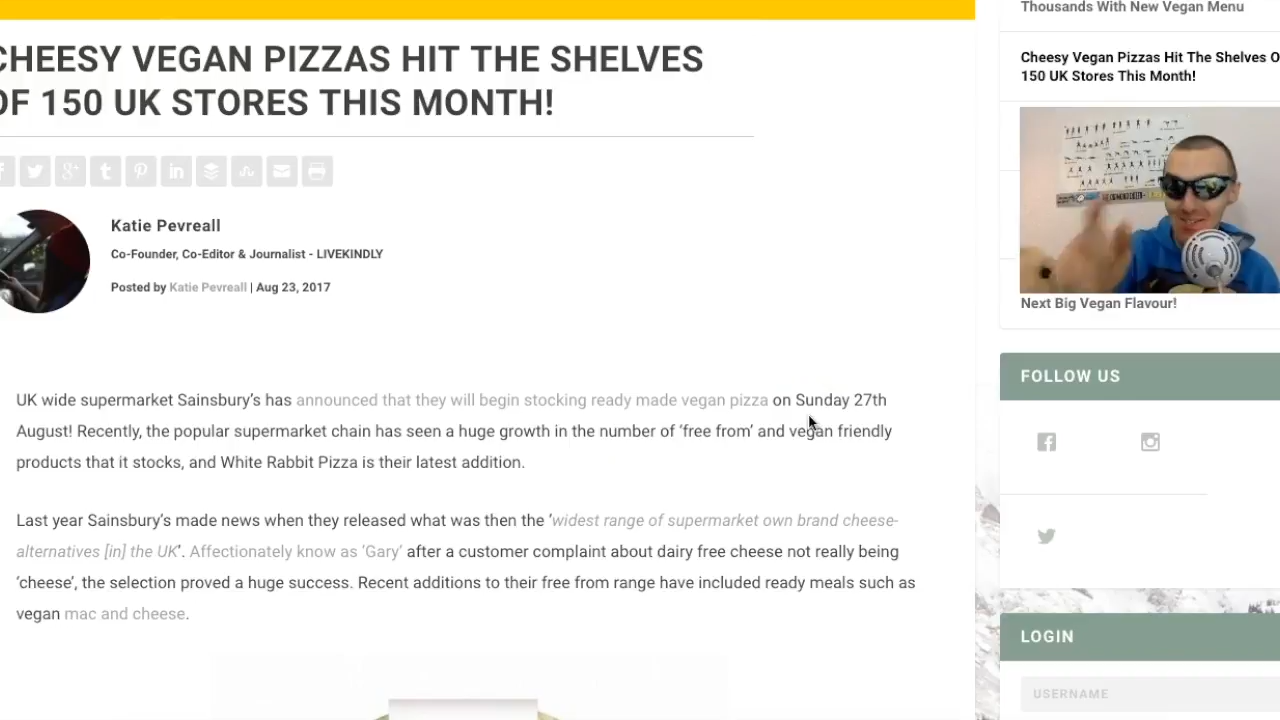 CHEESY VEGAN PIZZAS HIT THE SHELVES
OF 150 UK STORES THIS MONTH!
Katie Pevreall
Co-Founder, Co-Editor & Journalist - LIVEKINDLY
Posted by Katie Pevreall | Aug 23, 2017
UK wide supermarket Sainsbury's has announced that they will begin stocking ready made vegan pizza on Sunday 27th
August! Recently, the popular supermarket chain has seen a huge growth in the number of 'free from' and vegan friendly
products that it stocks, and White Rabbit Pizza is their latest addition.
Last year Sainsbury's made news when they released what was then the 'widest range of supermarket own brand cheese-
alternatives [in] the UK'. Affectionately know as 'Gary' after a customer complaint about dairy free cheese not really being
'cheese', the selection proved a huge success. Recent additions to their free from range have included ready meals such as
vegan mac and cheese.
Thousands With New Vegan Menu
Cheesy Vegan Pizzas Hit The Shelves O
150 UK Stores This Month!
Next Big Vegan Flavour!
FOLLOW US
LOGIN
USERNAME